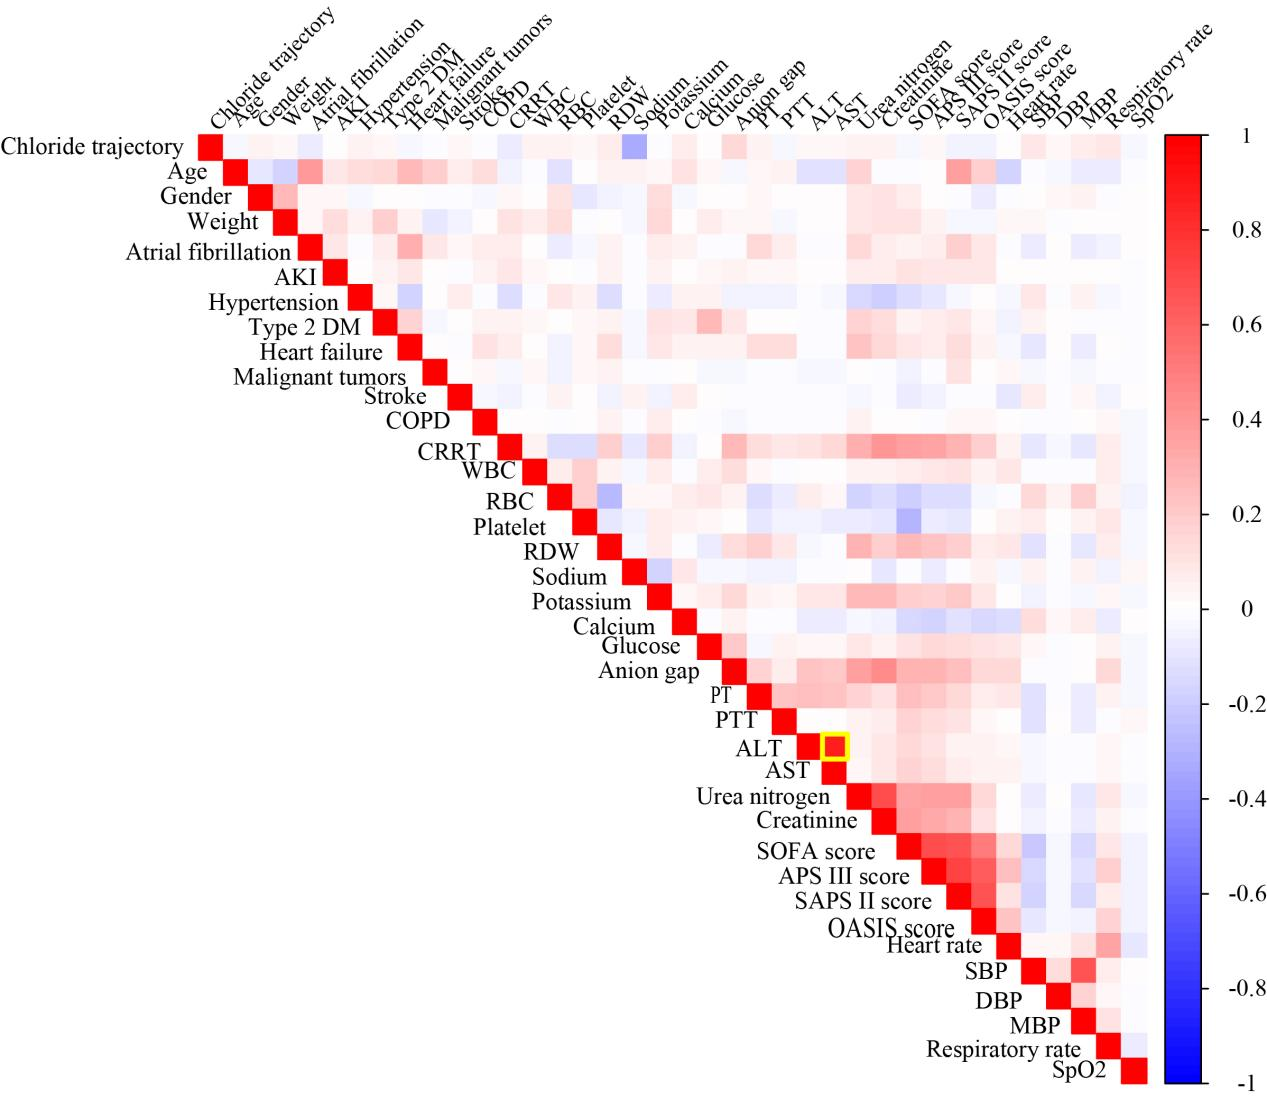 Chloride trajectory
Age
Gender
Weight
Atrial fibrillation
AKI
Hypertension
Type 2 DM
Heart failure
Malignant tumors
Stroke
COPD
CRRT
WBC
RBC
Platelet
RDW
Sodium
Potassium
Calcium
Glucose
Anion gap
PT
PTT
ALT
AST
Urea nitrogen
Creatinine
SOFA score
APS III score
SAPS II score
OASIS score
Heart rate
SBP
DBP
MBP
Respiratory rate
SpO2
Chloride trajectory
Age
Gender
Weight
Atrial fibrillation
AKI
Hypertension
Type 2 DM
Heart failure
Malignant tumors
Stroke
COPD
CRRT
WBC
RBC
Platelet
RDW
Sodium
Potassium
Calcium
Glucose
Anion gap
PT
PTT
ALT
AST
Urea nitrogen
Creatinine
SOFA score
APS III score
SAPS II score
OASIS score
Heart rate
SBP
DBP
MBP
Respiratory rate
SpO2
1
0.8
0.6
0.4
0.2
0
-0.2
-0.4
-0.6
-0.8
-1